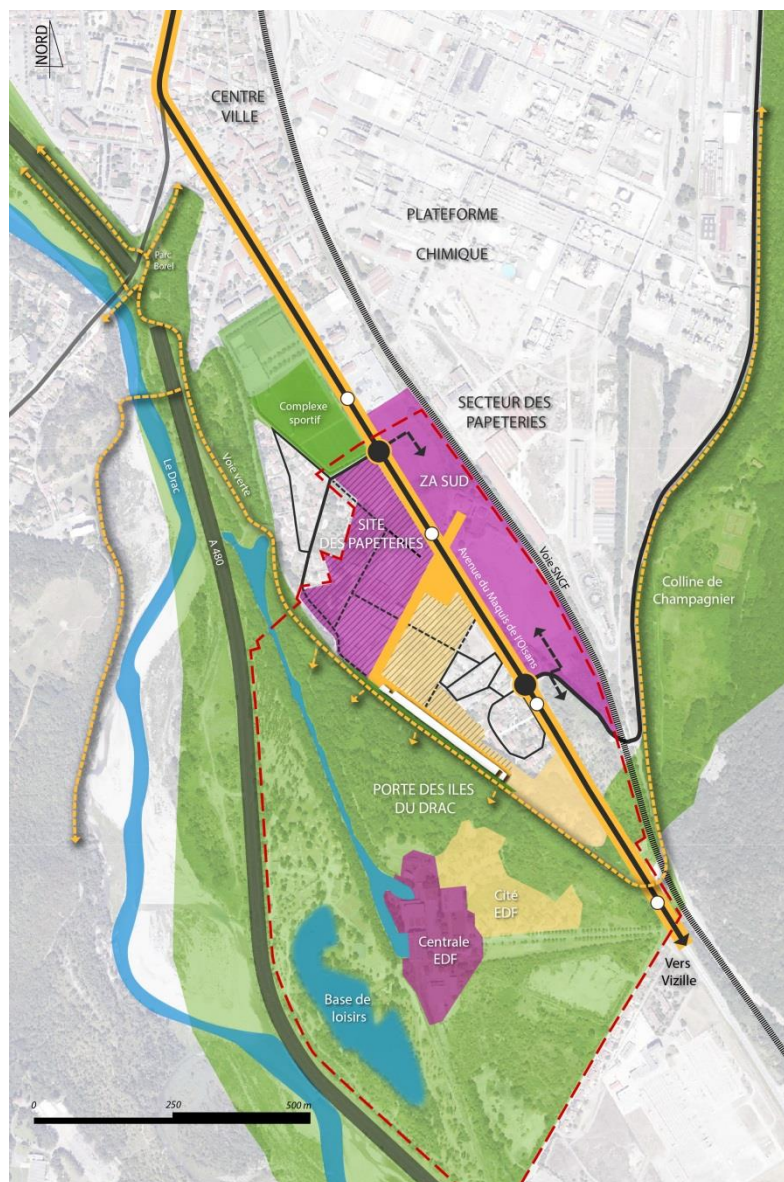 NORD
CENTRE
VILLE
PLATEFORME
CHIMIQUE
Parc
Borel
Complexe
sportif
SECTEUR DES
PAPETERIES
Le Drac
Voie verte
ZA SUD
A 480
SITE
DES PAPETERIES
Avenue du Maquis de l'Oisans
Voie SNCF
Colline de
Champagnier
PORTE DES ILES
DU DRAC
Cité
EDF
Centrale
EDF
Vers
Vizille
Base de
loisirs
0 250 500 m